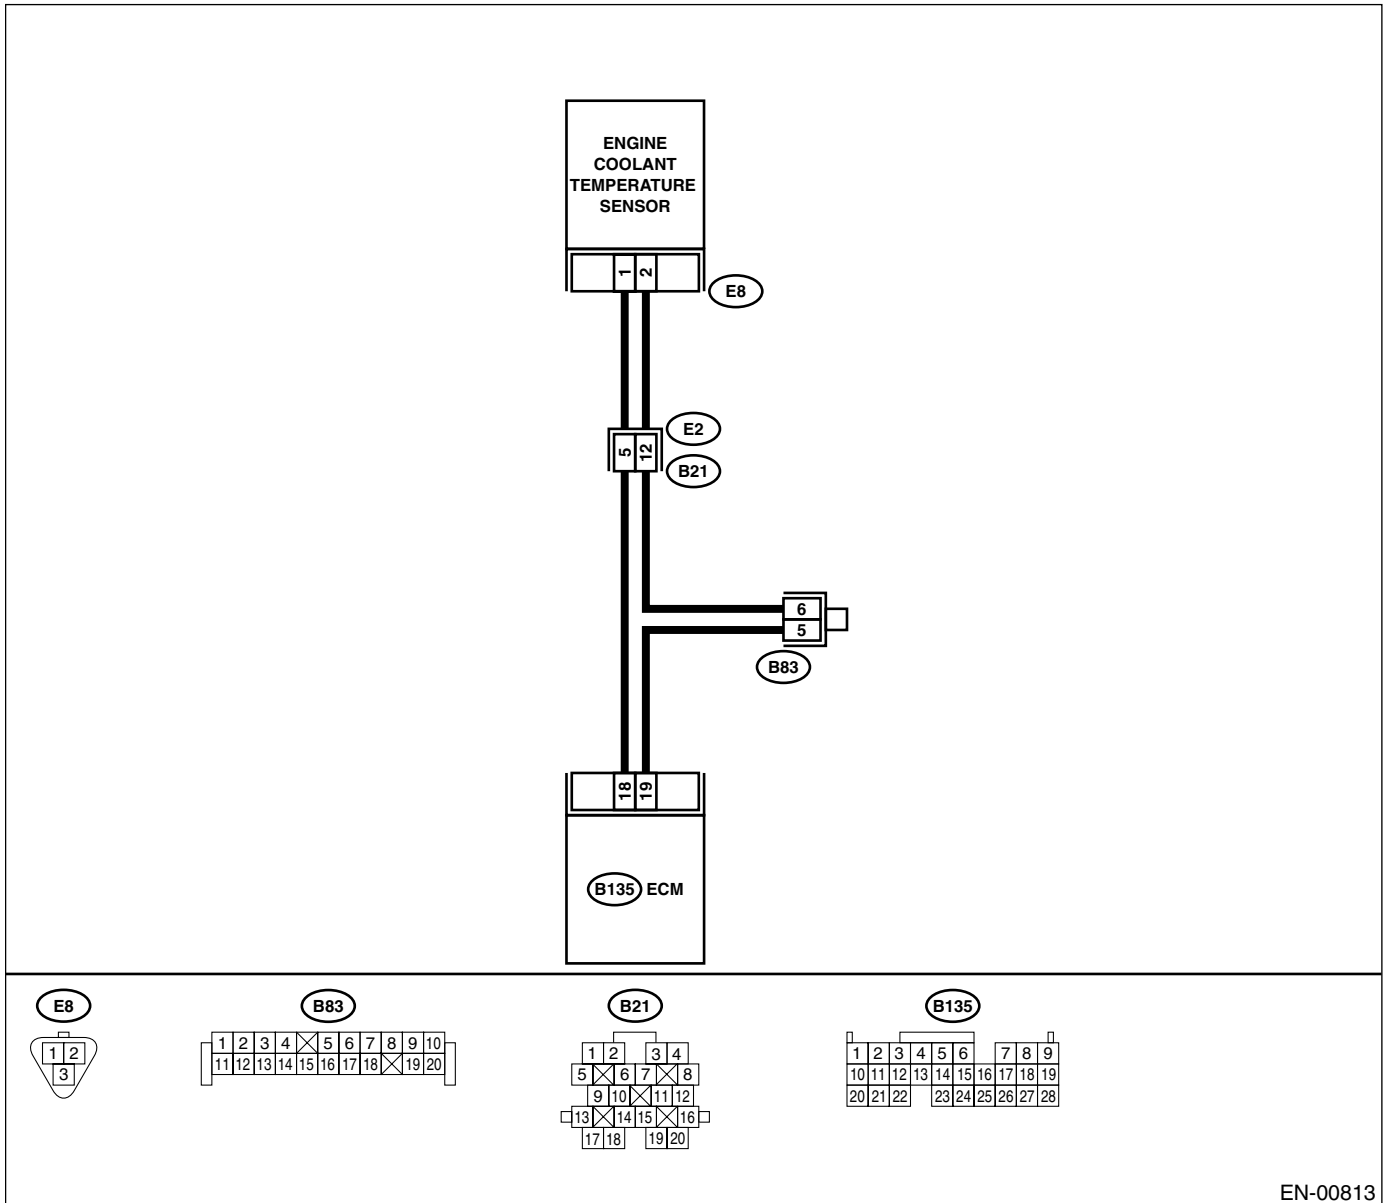 ENGINE
COOLANT
TEMPERATURE
SENSOR
1 2
E8
E2
5 12
B21
6
5
B83
18 19
B135 ECM
E8 B83 B21 B135
1 2
3
1 2 3 4 5 6 7 8 9 10
11 12 13 14 15 16 17 18 19 20
1 2 3 4
5 6 7 8
9 10 11 12
13 14 15 16
17 18 19 20
1 2 3 4 5 6 7 8 9
10 11 12 13 14 15 16 17 18 19
20 21 22 23 24 25 26 27 28
EN-00813